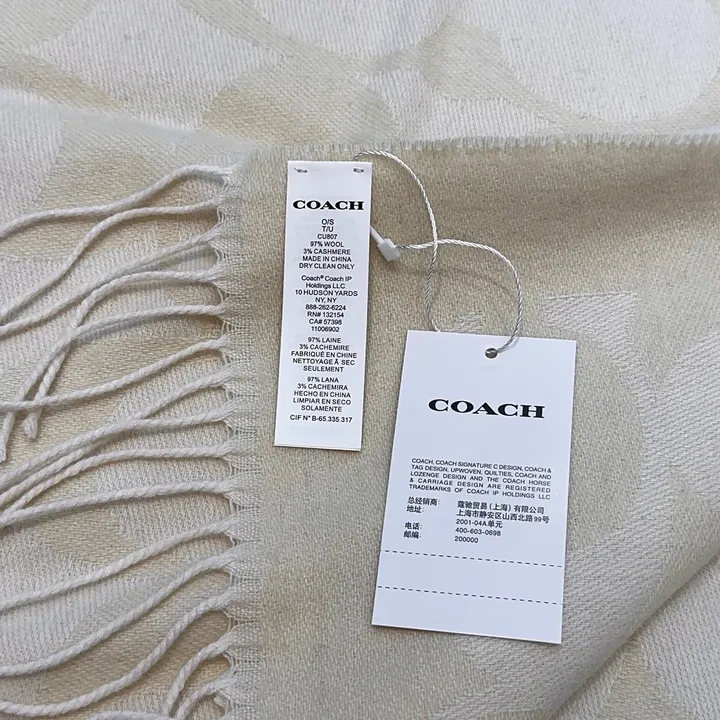 COACH
O/S
T/U
CU807
97% WOOL
3% CASHMERE
MADE IN CHINA
DRY CLEAN ONLY
Coach® Coach IP
Holdings LLC
10 HUDSON YARDS
NY, NY
888-262-6224
RN# 132154
CA# 57398
11006902
97% LAINE
3% CACHEMIRE
FABRIQUÉ EN CHINE
NETTOYAGE À SEC
SEULEMENT
97% LANA
3% CACHEMIRA
HECHO EN CHINA
LIMPIAR EN SECO
SOLAMENTE
CIF N° B-65.335.317
COACH
COACH, COACH SIGNATURE C DESIGN, COACH &
TAG DESIGN, UPWOVEN, QUILTIES, COACH AND
LOZENGE DESIGN AND THE COACH HORSE
& CARRIAGE DESIGN ARE REGISTERED
TRADEMARKS OF COACH IP HOLDINGS LLC
总经销商: 蔻驰贸易(上海)有限公司
地址: 上海市静安区山西北路99号
2001-04A单元
电话: 400-603-0698
邮编: 200000